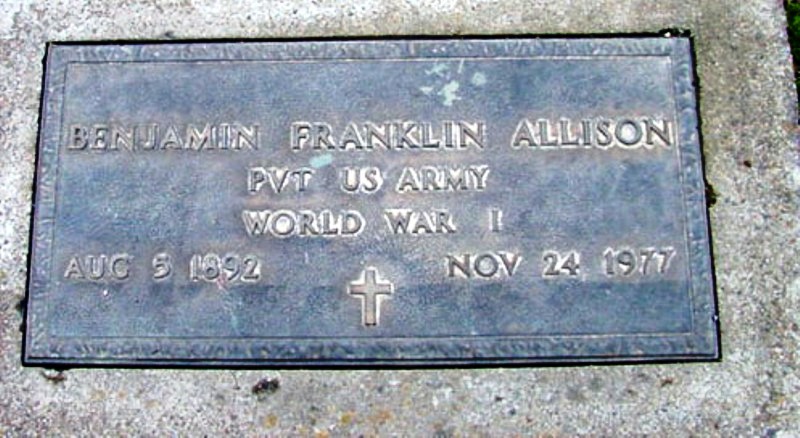 BENJAMIN FRANKLIN ALLISON
PVT US ARMY
WORLD WAR I
AUG 5 1892 NOV 24 1977